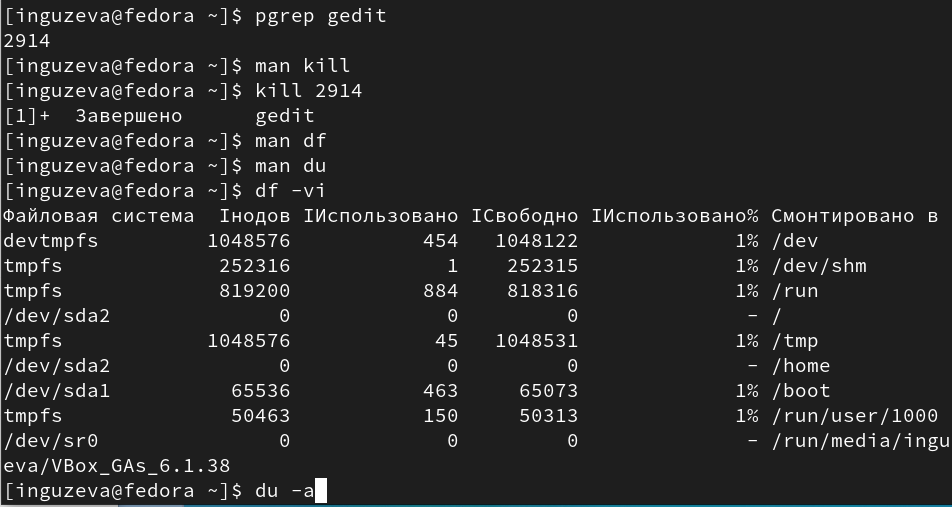 [inguzeva@fedora ~]$ pgrep gedit
2914
[inguzeva@fedora ~]$ man kill
[inguzeva@fedora ~]$ kill 2914
[1]+  Завершено      gedit
[inguzeva@fedora ~]$ man df
[inguzeva@fedora ~]$ man du
[inguzeva@fedora ~]$ df -vi
Файловая система  Iнодов IИспользовано IСвободно IИспользовано% Смонтировано в
devtmpfs         1048576           454   1048122             1% /dev
tmpfs             252316             1    252315             1% /dev/shm
tmpfs             819200           884    818316             1% /run
/dev/sda2              0             0         0              - /
tmpfs            1048576            45   1048531             1% /tmp
/dev/sda2              0             0         0              - /home
/dev/sda1          65536           463     65073             1% /boot
tmpfs              50463           150     50313             1% /run/user/1000
/dev/sr0               0             0         0              - /run/media/ingu
eva/VBox_GAs_6.1.38
[inguzeva@fedora ~]$ du -a